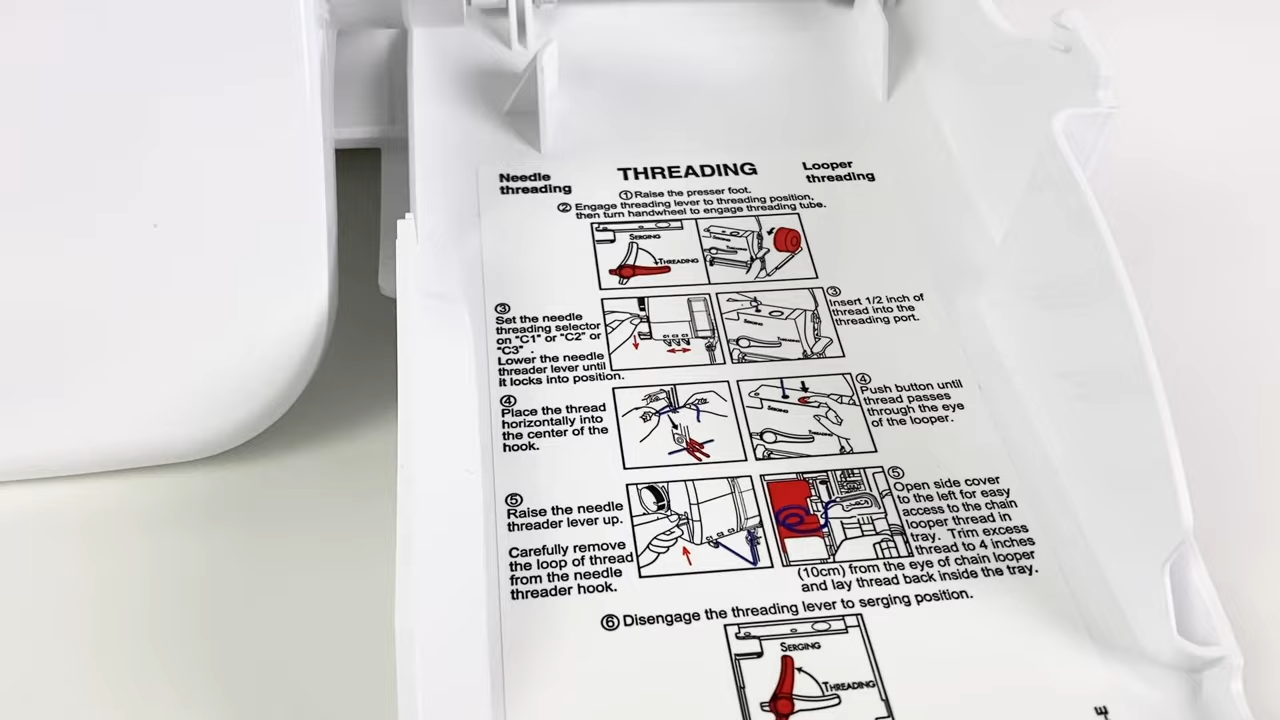 Needle
threading
THREADING
Looper
threading
① Raise the presser foot.
② Engage threading lever to threading position,
then turn handwheel to engage threading tube.
SERGING
THREADING
③
Set the needle
threading selector
on "C1" or "C2" or
"C3" .
Lower the needle
threader lever until
it locks into position.
C1 C2 C3
③
Insert 1/2 inch of
thread into the
threading port.
SERGING
THREADING
④
Place the thread
horizontally into
the center of the
hook.
④
Push button until
thread passes
through the eye
of the looper.
SERGING
THREADING
⑤
Raise the needle
threader lever up.
Carefully remove
the loop of thread
from the needle
threader hook.
⑤
Open side cover
to the left for easy
access to the chain
looper thread in
tray. Trim excess
thread to 4 inches
(10cm) from the eye of chain looper
and lay thread back inside the tray.
⑥ Disengage the threading lever to serging position.
SERGING
THREADING